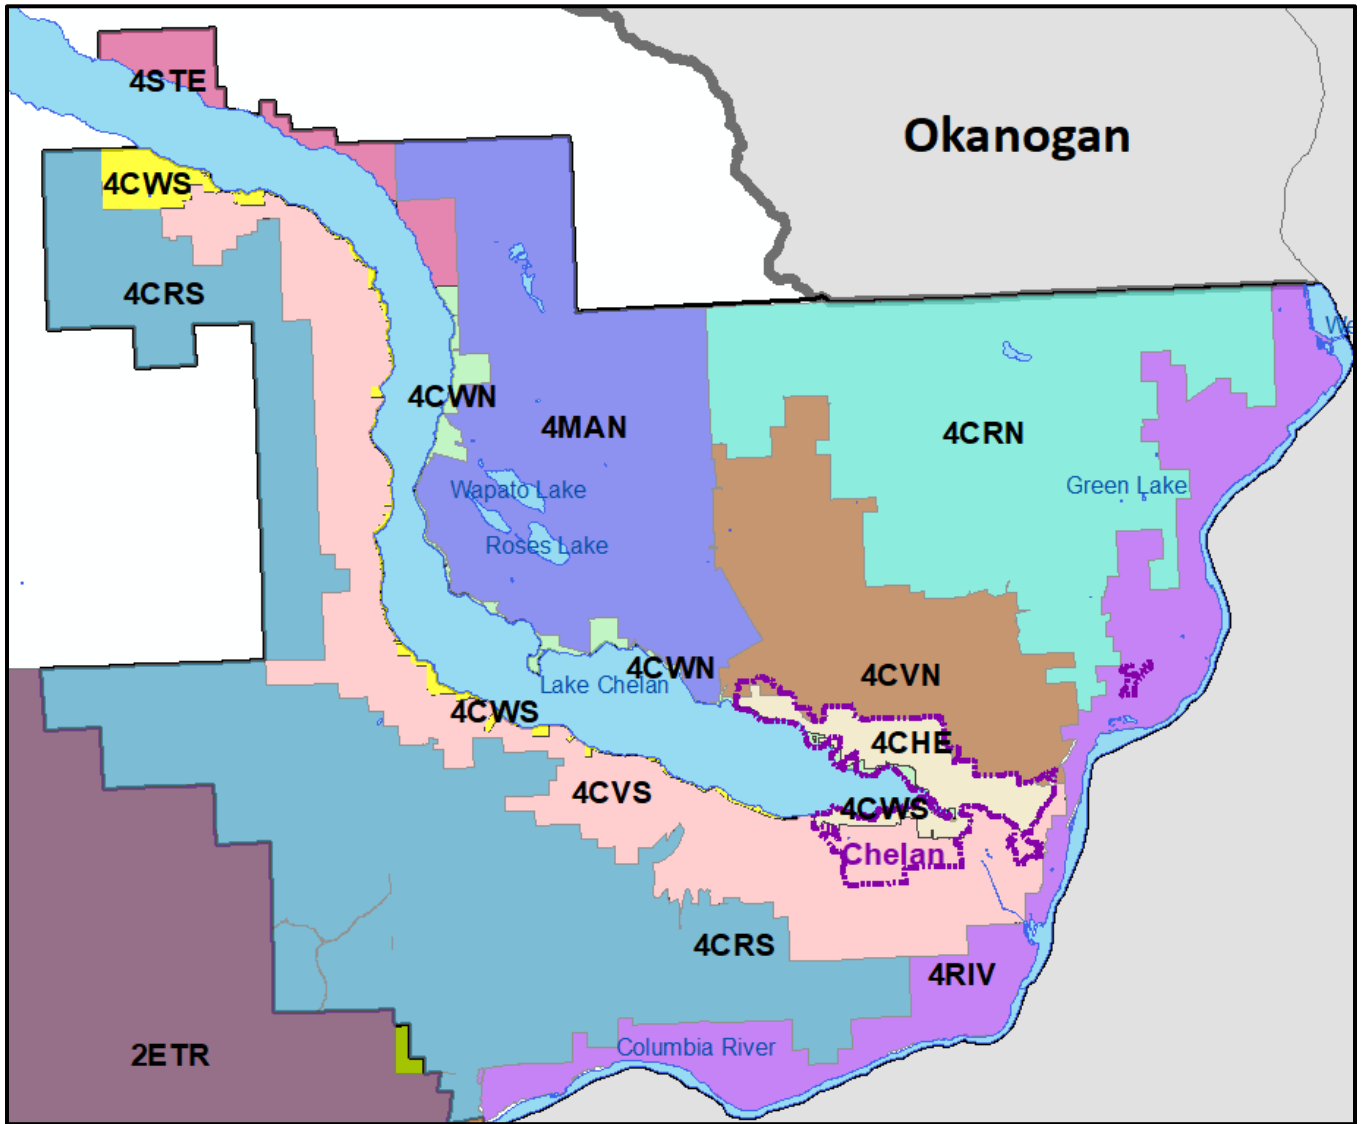 4STE
Okanogan
4CWS
4CRS
We
4CWN
4MAN
4CRN
Wapato Lake
Green Lake
Roses Lake
4CWN
4CVN
Lake Chelan
4CWS
4CHE
4CVS
4CWS
Chelan
4CRS
4RIV
Columbia River
2ETR